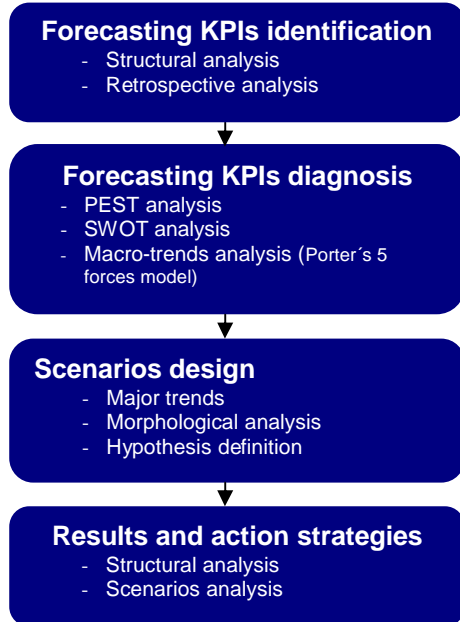 Forecasting KPIs identification
- Structural analysis
- Retrospective analysis
Forecasting KPIs diagnosis
- PEST analysis
- SWOT analysis
- Macro-trends analysis (Porter´s 5
forces model)
Scenarios design
- Major trends
- Morphological analysis
- Hypothesis definition
Results and action strategies
- Structural analysis
- Scenarios analysis